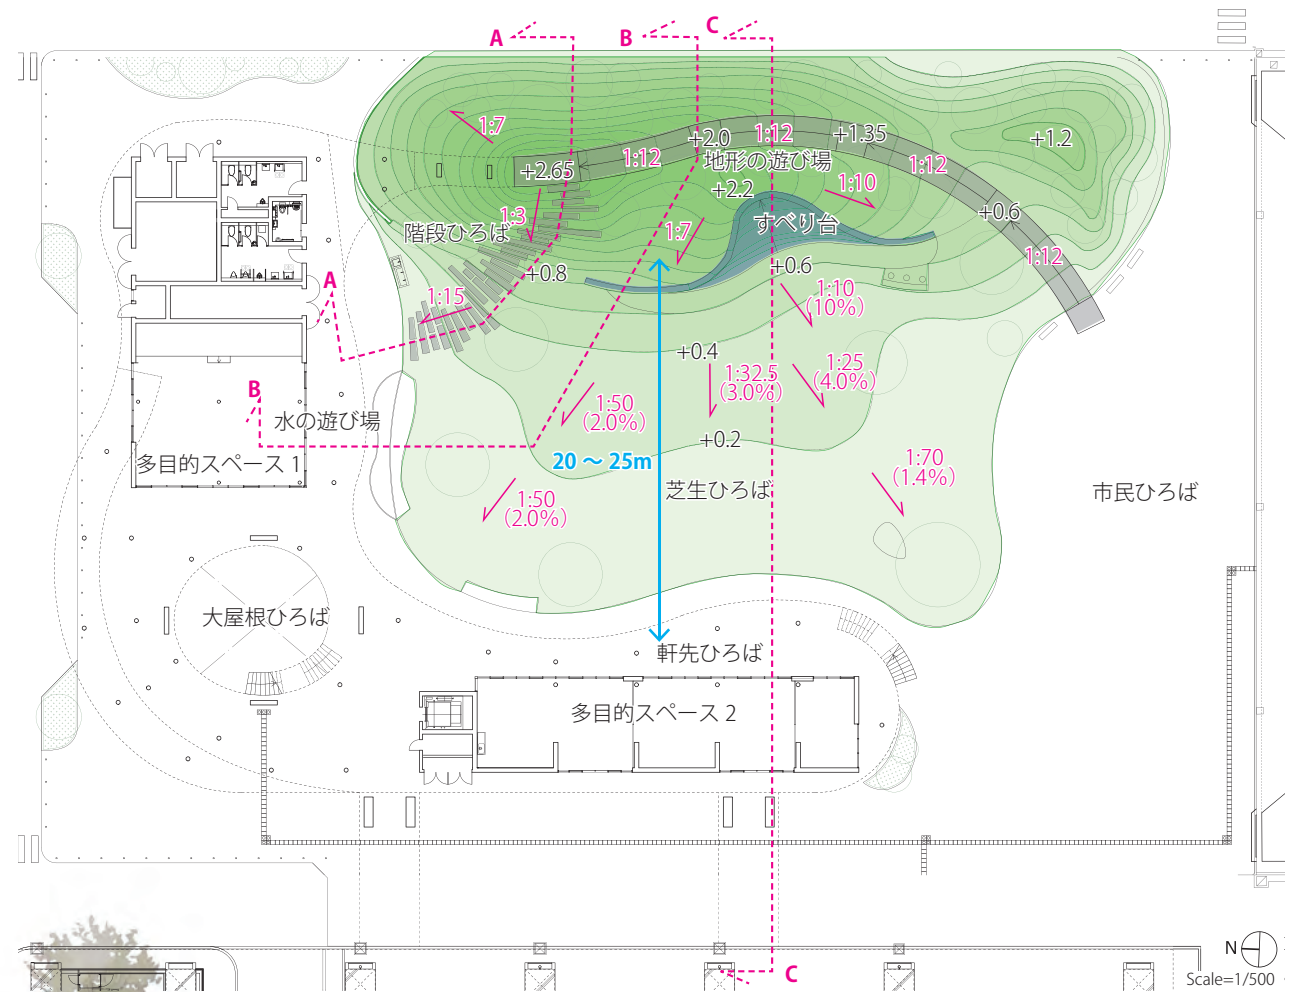 A
B
C
1:7
+2.65
1:12
+2.0
1:12
+1.35
地形の遊び場
+2.2
1:10
1:12
+1.2
1:3
階段ひろば
1:7
すべり台
+0.6
+0.8
+0.6
1:12
A
1:15
1:10
(10%)
+0.4
1:32.5
(3.0%)
1:25
(4.0%)
B
水の遊び場
1:50
(2.0%)
+0.2
多目的スペース 1
20 〜 25m
芝生ひろば
1:70
(1.4%)
市民ひろば
1:50
(2.0%)
大屋根ひろば
軒先ひろば
多目的スペース 2
C
N
Scale=1/500